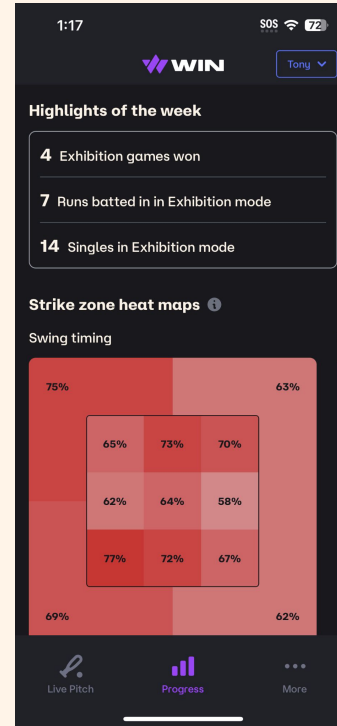 1:17 SOS 72
WIN Tony
Highlights of the week
4 Exhibition games won
7 Runs batted in in Exhibition mode
14 Singles in Exhibition mode
Strike zone heat maps i
Swing timing
75% 63%
65% 73% 70%
62% 64% 58%
77% 72% 67%
69% 62%
Live Pitch Progress More